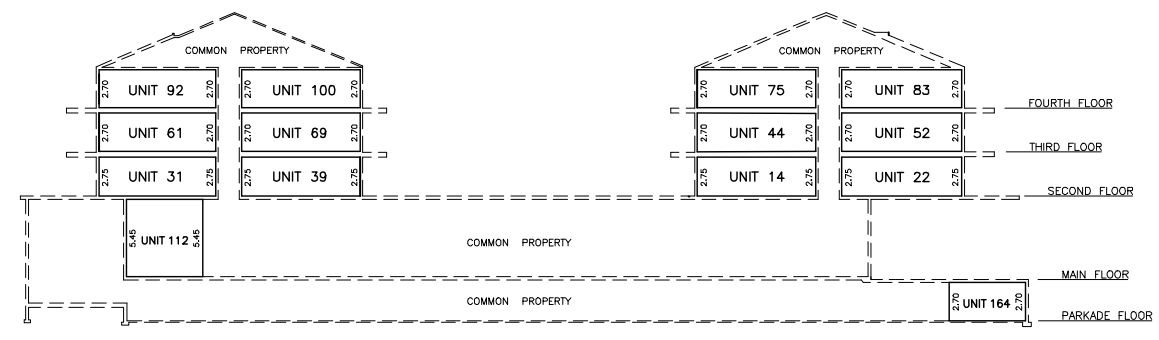 COMMON PROPERTY COMMON PROPERTY
2.70 UNIT 92 2.70 2.70 UNIT 100 2.70 2.70 UNIT 75 2.70 2.70 UNIT 83 2.70
FOURTH FLOOR
2.70 UNIT 61 2.70 2.70 UNIT 69 2.70 2.70 UNIT 44 2.70 2.70 UNIT 52 2.70
THIRD FLOOR
2.75 UNIT 31 2.75 2.75 UNIT 39 2.75 2.75 UNIT 14 2.75 2.75 UNIT 22 2.75
SECOND FLOOR
5.45 UNIT 112 5.45 COMMON PROPERTY
MAIN FLOOR
COMMON PROPERTY 2.70 UNIT 164 2.70
PARKADE FLOOR